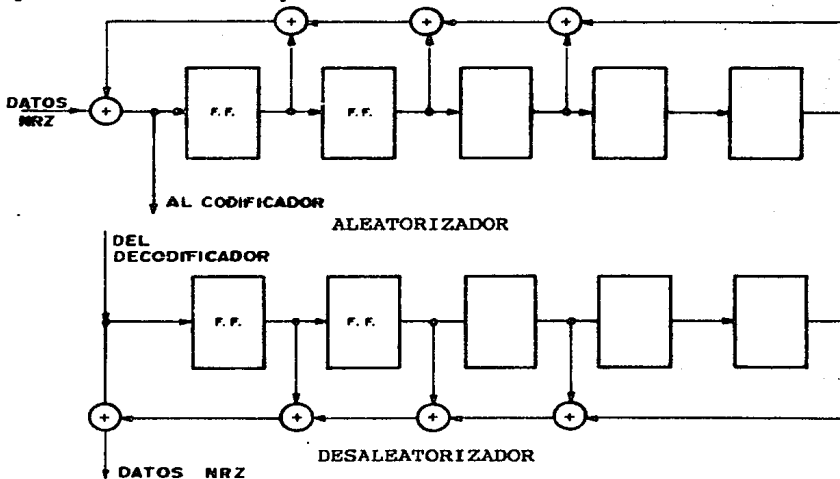 DATOS
NRZ
F.F.
F.F.
AL CODIFICADOR
ALEATORIZADOR
DEL
DECODIFICADOR
F.F.
F.F.
DESALEATORIZADOR
DATOS NRZ